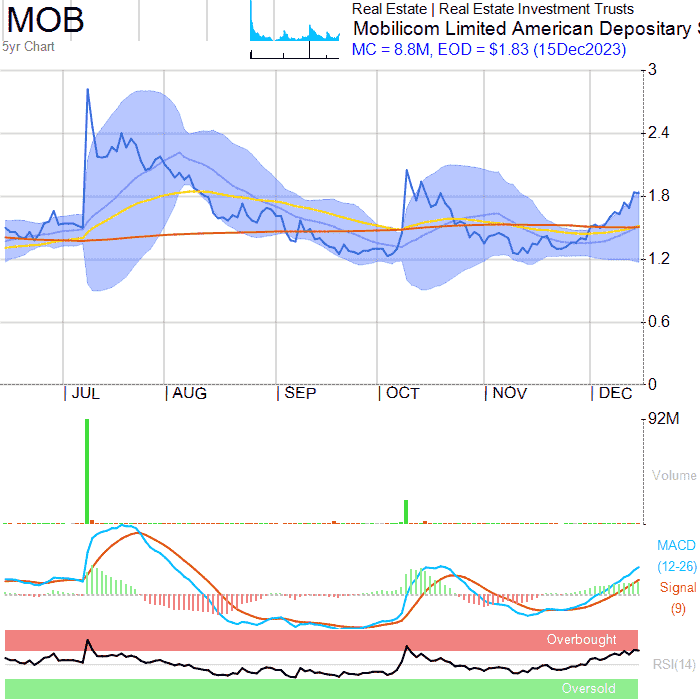 MOB
5yr Chart
Real Estate | Real Estate Investment Trusts
Mobilicom Limited American Depositary S
MC = 8.8M, EOD = $1.83 (15Dec2023)
3
2.4
1.8
1.2
0.6
0
JUL AUG SEP OCT NOV DEC
92M
Volume
MACD
(12-26)
Signal
(9)
Overbought
RSI(14)
Oversold